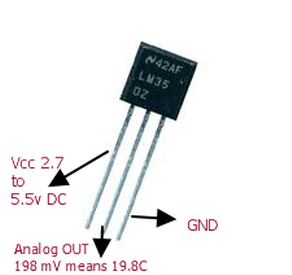 42AF
LM35
DZ
Vcc 2.7
to
5.5v DC
GND
Analog OUT
198 mV means 19.8C